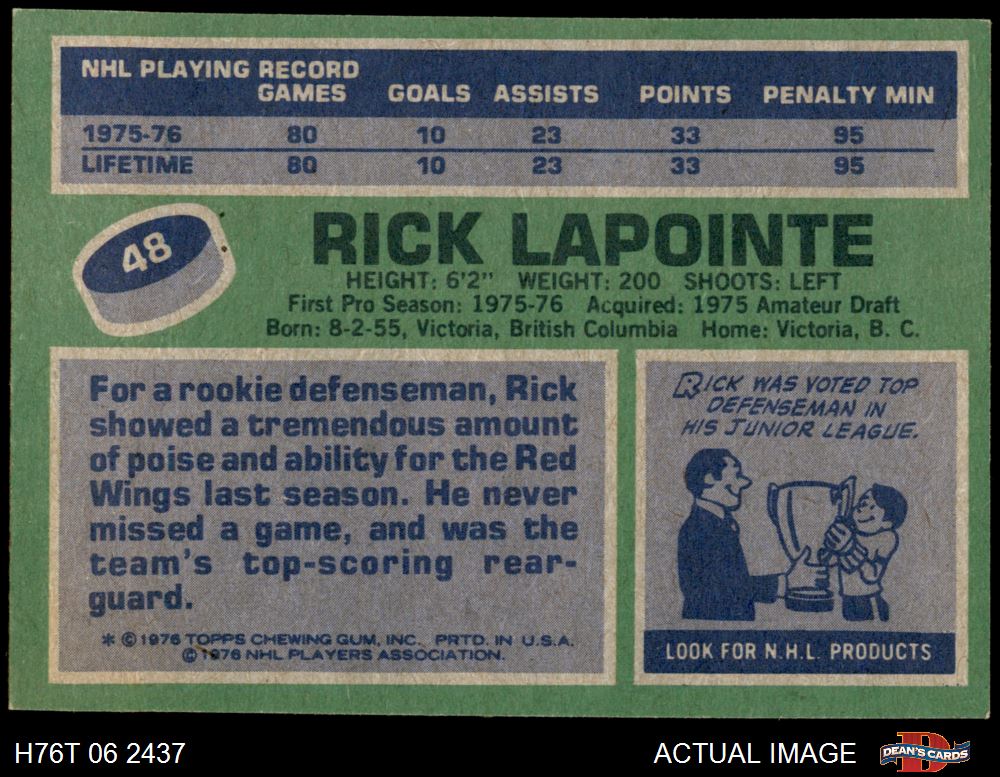 NHL PLAYING RECORD
GAMES GOALS ASSISTS POINTS PENALTY MIN
1975-76 80 10 23 33 95
LIFETIME 80 10 23 33 95
48
RICK LAPOINTE
HEIGHT: 6'2" WEIGHT: 200 SHOOTS: LEFT
First Pro Season: 1975-76 Acquired: 1975 Amateur Draft
Born: 8-2-55, Victoria, British Columbia Home: Victoria, B. C.
For a rookie defenseman, Rick
showed a tremendous amount
of poise and ability for the Red
Wings last season. He never
missed a game, and was the
team's top-scoring rear-
guard.
* © 1976 TOPPS CHEWING GUM, INC. PRTD. IN U.S.A.
© 1976 NHL PLAYERS ASSOCIATION.
RICK WAS VOTED TOP
DEFENSEMAN IN
HIS JUNIOR LEAGUE.
LOOK FOR N.H.L. PRODUCTS
H76T 06 2437
ACTUAL IMAGE
DEAN'S CARDS